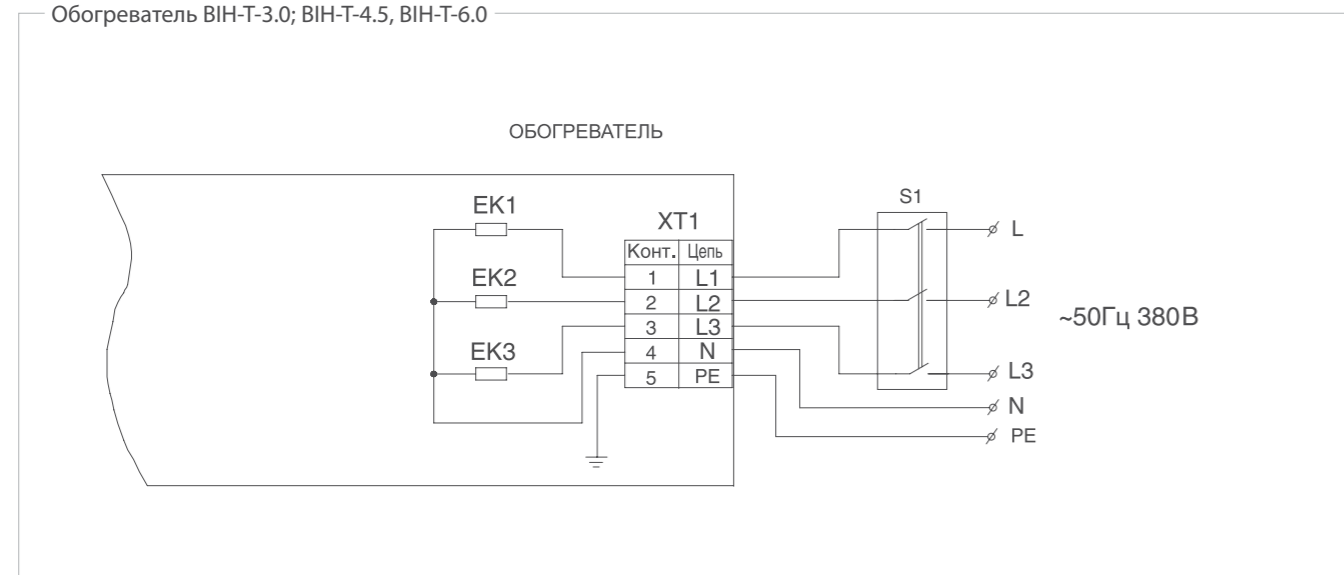 Обогреватель BIH-T-3.0; BIH-T-4.5, BIH-T-6.0
ОБОГРЕВАТЕЛЬ
EK1
EK2
EK3
XT1
Конт. Цепь
1 L1
2 L2
3 L3
4 N
5 PE
S1
L
L2
L3
N
PE
~50Гц 380В